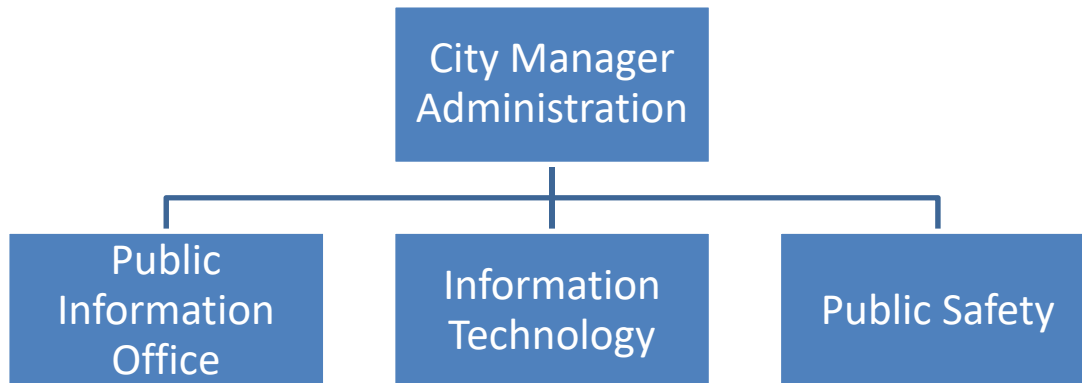 City Manager
Administration
Public
Information
Office
Information
Technology
Public Safety